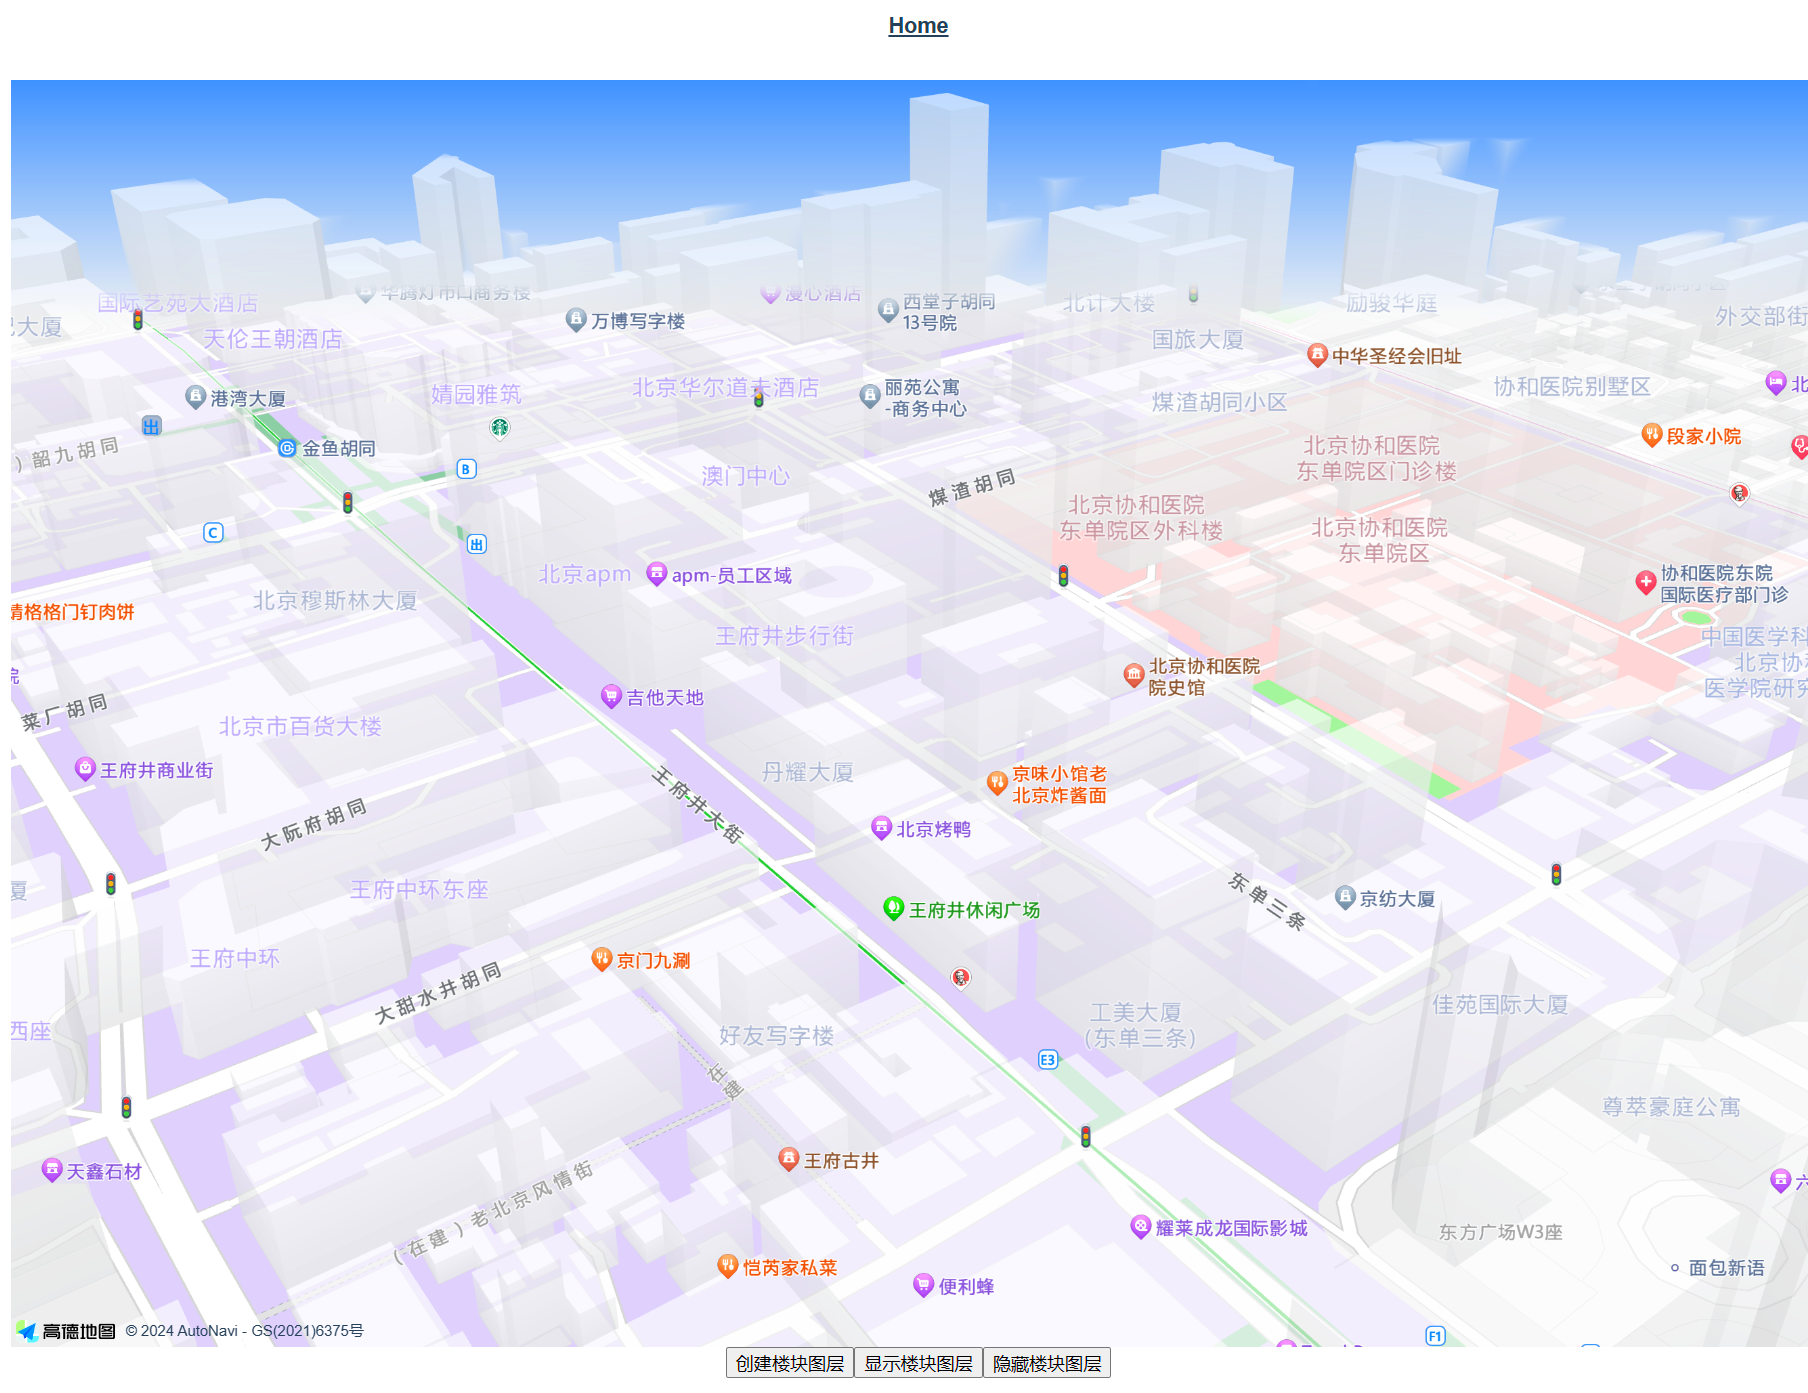 Home
华腾灯市口商务楼
漫心酒店
国际艺苑大酒店
西堂子胡同
13号院
北计大楼
励骏华庭
大厦
万博写字楼
外交部街
天伦王朝酒店
国旅大厦
中华圣经会旧址
北京华尔道夫酒店
丽苑公寓
-商务中心
协和医院别墅区
北
港湾大厦
婧园雅筑
煤渣胡同小区
出
段家小院
金鱼胡同
韶九胡同
B
澳门中心
煤渣胡同
北京协和医院
东单院区门诊楼
北京协和医院
东单院区外科楼
北京协和医院
东单院区
C
出
北京apm
apm-员工区域
协和医院东院
国际医疗部门诊
北京穆斯林大厦
精格格门钉肉饼
王府井步行街
中国医学科
北京协
医学院研究
院
北京协和医院
院史馆
吉他天地
菜厂胡同
北京市百货大楼
王府井商业街
丹耀大厦
京味小馆老
北京炸酱面
王府井大街
大阮府胡同
北京烤鸭
厦
王府中环东座
东单三条
京纺大厦
王府井休闲广场
王府中环
京门九涮
大甜水井胡同
佳苑国际大厦
西座
好友写字楼
工美大厦
(东单三条)
E3
在建
尊萃豪庭公寓
天鑫石材
王府古井
六
(在建)老北京风情街
耀莱成龙国际影城
东方广场W3座
恺芮家私菜
面包新语
便利蜂
高德地图 © 2024 AutoNavi - GS(2021)6375号
F1
创建楼块图层 显示楼块图层 隐藏楼块图层